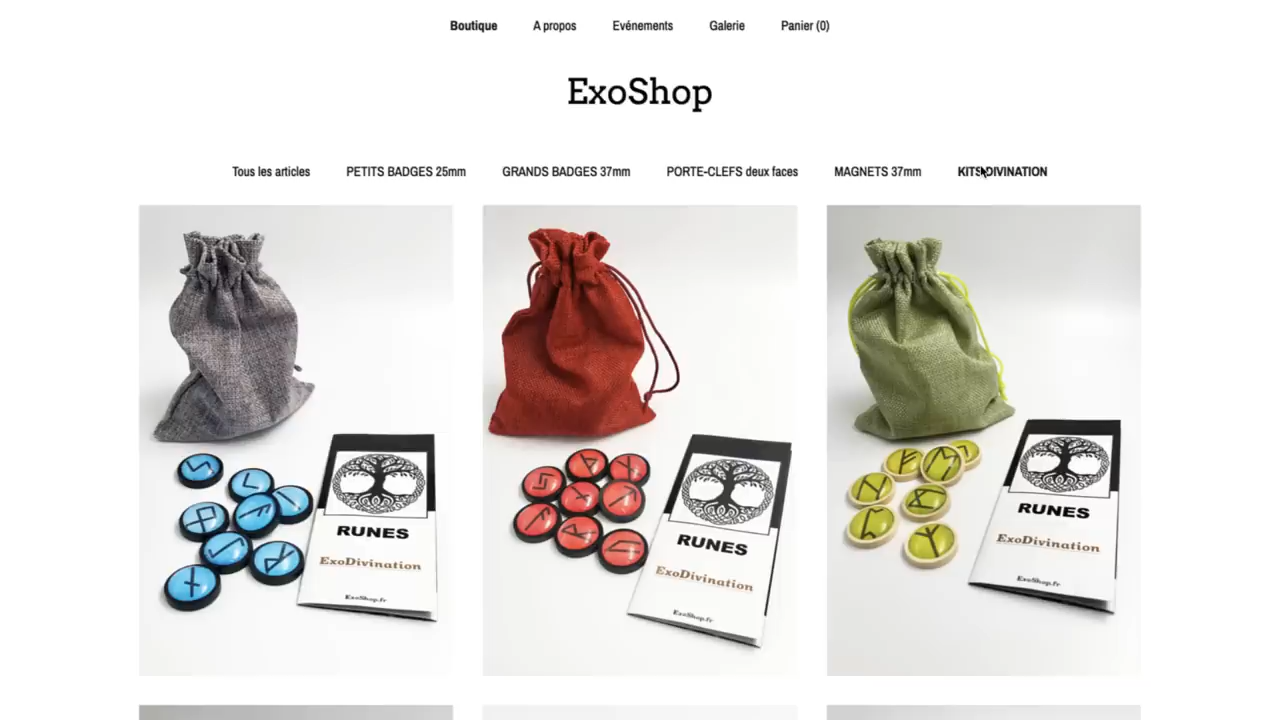 Boutique A propos Evénements Galerie Panier (0)
ExoShop
Tous les articles PETITS BADGES 25mm GRANDS BADGES 37mm PORTE-CLEFS deux faces MAGNETS 37mm KITS DIVINATION
RUNES
ExoDivination
ExoShop.fr
RUNES
ExoDivination
ExoShop.fr
RUNES
ExoDivination
ExoShop.fr